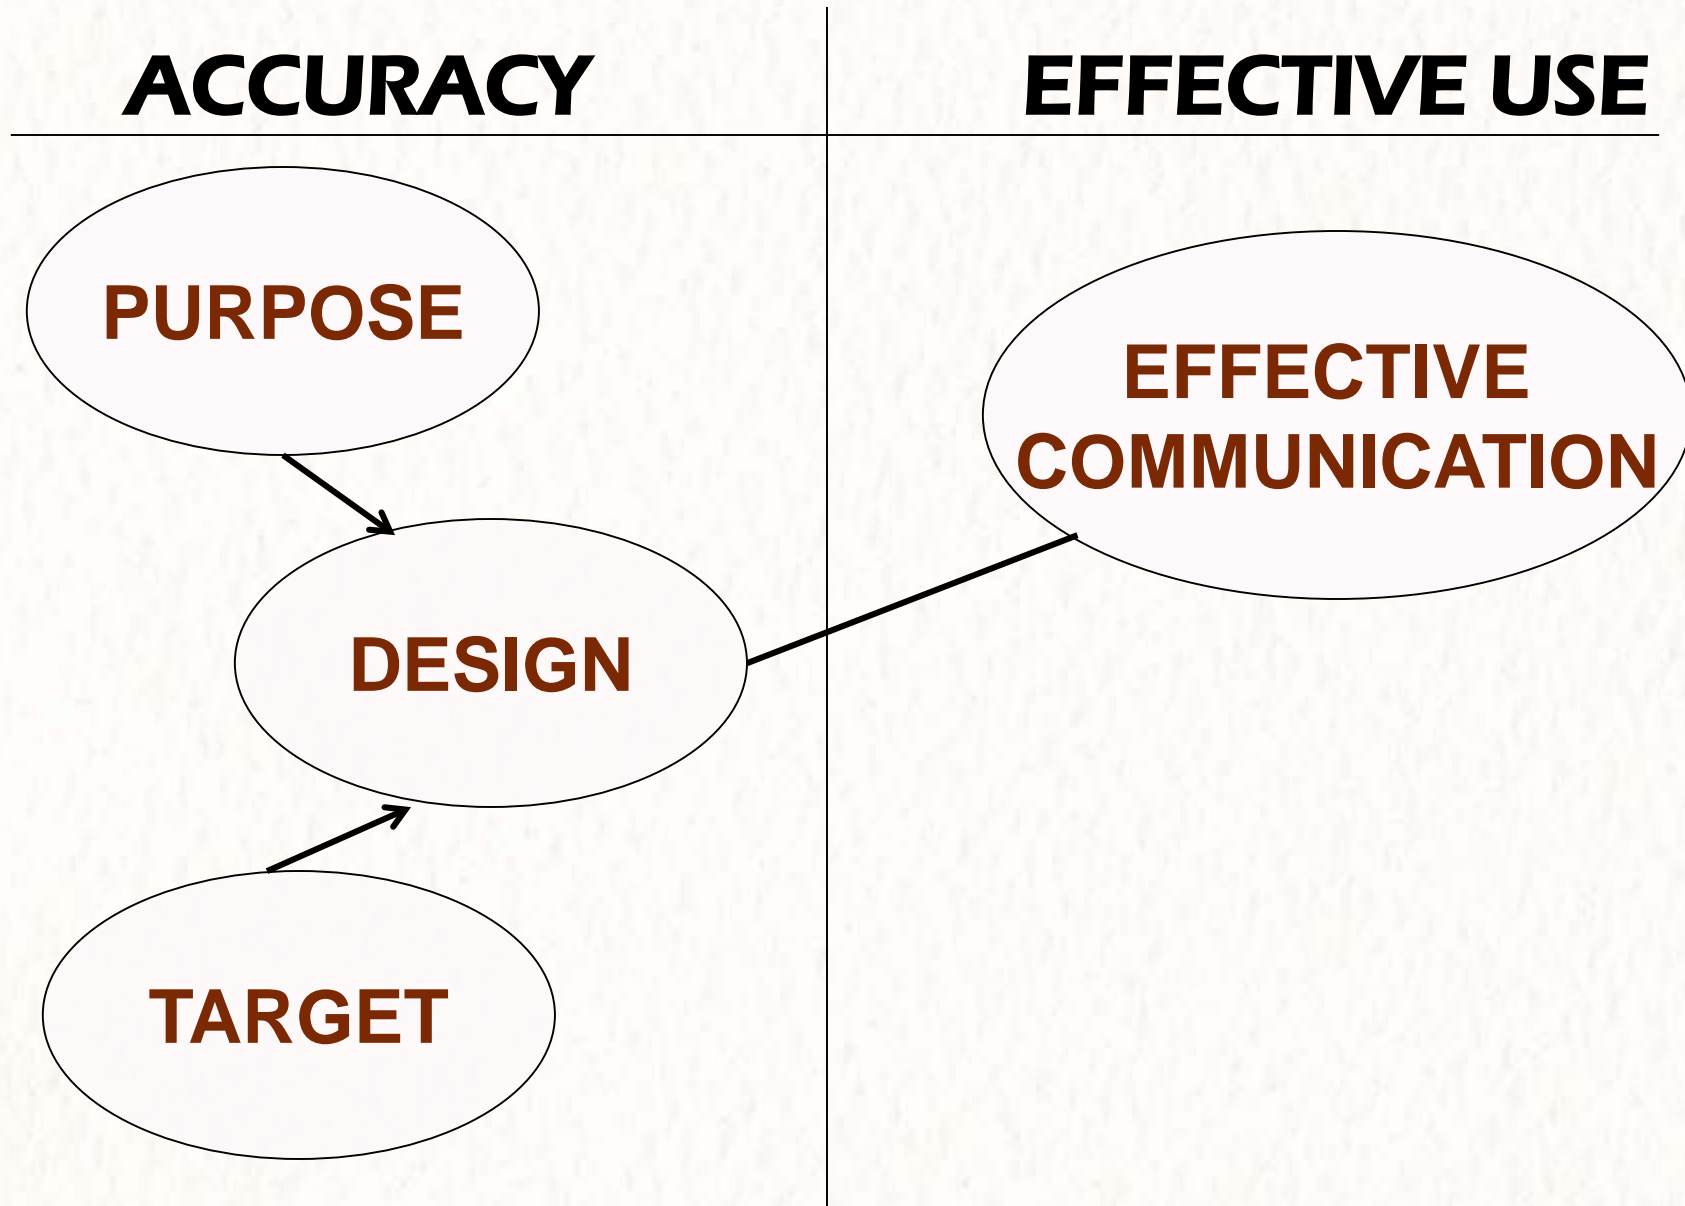 ACCURACY
EFFECTIVE USE
PURPOSE
EFFECTIVE
COMMUNICATION
DESIGN
TARGET